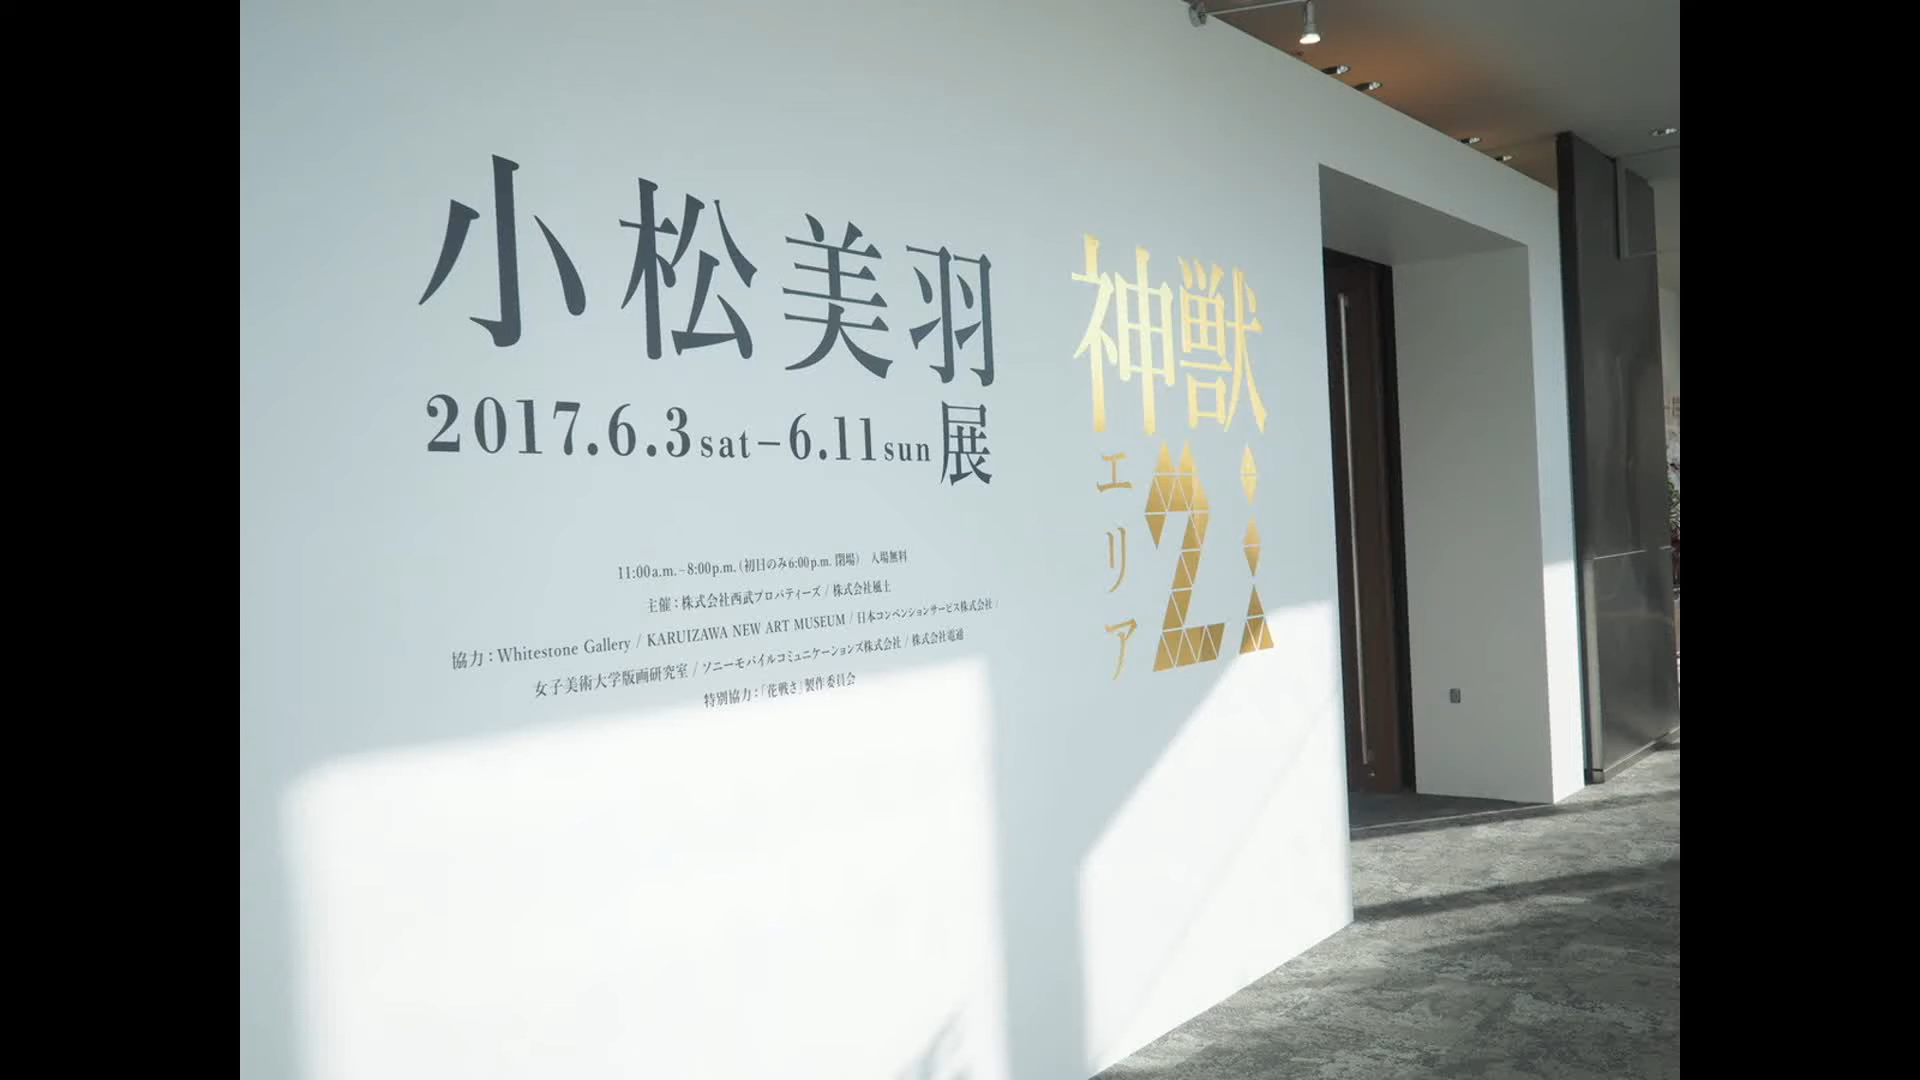 小松美羽
2017.6.3sat–6.11sun展
11:00a.m.–8:00p.m.（初日のみ6:00p.m. 閉場） 入場無料
主催：株式会社西武プロパティーズ / 株式会社風土
協力：Whitestone Gallery / KARUIZAWA NEW ART MUSEUM / 日本コンベンションサービス株式会社 /
女子美術大学版画研究室 / ソニーモバイルコミュニケーションズ株式会社 / 株式会社電通
特別協力：「花戦さ」製作委員会
神獣
エリア
21